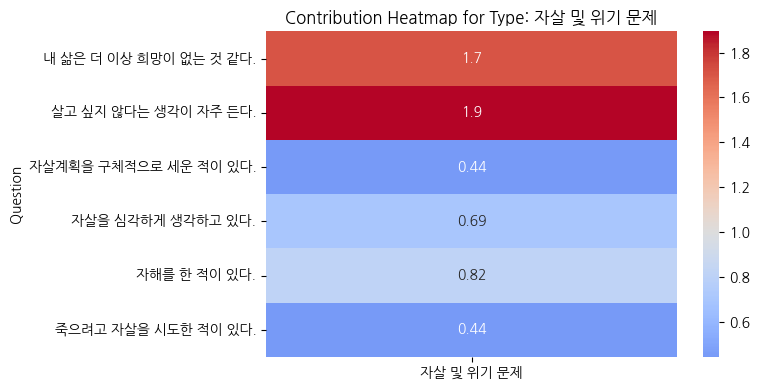 Contribution Heatmap for Type: 자살 및 위기 문제
Question
내 삶은 더 이상 희망이 없는 것 같다.
1.7
살고 싶지 않다는 생각이 자주 든다.
1.9
자살계획을 구체적으로 세운 적이 있다.
0.44
자살을 심각하게 생각하고 있다.
0.69
자해를 한 적이 있다.
0.82
죽으려고 자살을 시도한 적이 있다.
0.44
자살 및 위기 문제
1.8
1.6
1.4
1.2
1.0
0.8
0.6